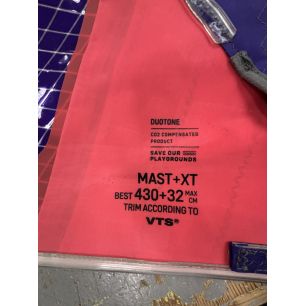 DUOTONE
CO2 COMPENSATED
PRODUCT
SAVE OUR
PLAYGROUNDS
MAST+XT
BEST 430+32 MAX CM
TRIM ACCORDING TO
VTS®